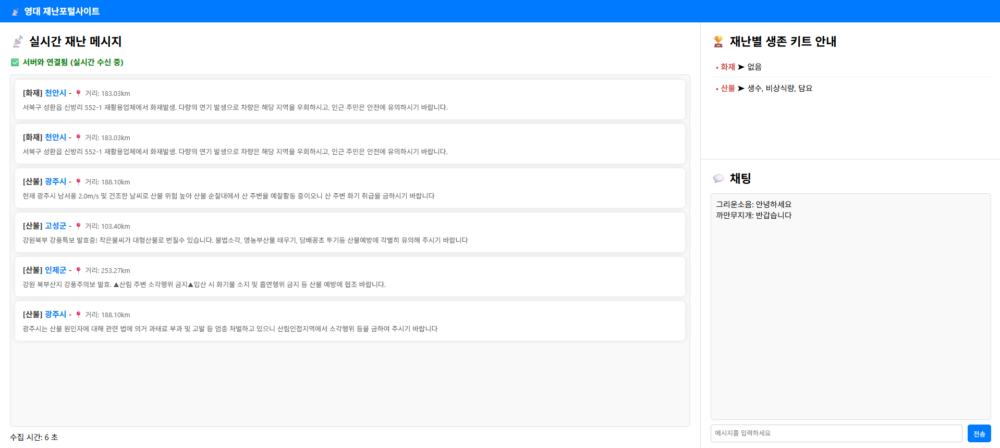 영대 재난포털사이트
실시간 재난 메시지
서버와 연결됨 (실시간 수신 중)
[화재] 천안시 - 거리: 183.03km
서북구 성환읍 신방리 552-1 재활용업체에서 화재발생. 다량의 연기 발생으로 차량은 해당 지역을 우회하시고, 인근 주민은 안전에 유의하시기 바랍니다.
[화재] 천안시 - 거리: 183.03km
서북구 성환읍 신방리 552-1 재활용업체에서 화재발생. 다량의 연기 발생으로 차량은 해당 지역을 우회하시고, 인근 주민은 안전에 유의하시기 바랍니다.
[산불] 광주시 - 거리: 188.10km
현재 광주시 남서풍 2.0m/s 및 건조한 날씨로 산불 위험 높아 산불 순찰대에서 산 주변을 예찰활동 중이오니 산 주변 화기 취급을 금하시기 바랍니다
[산불] 고성군 - 거리: 103.40km
강원북부 강풍특보 발효중! 작은불씨가 대형산불로 번질수 있습니다. 불법소각, 영농부산물 태우기, 담배꽁초 투기등 산불예방에 각별히 유의해 주시기 바랍니다
[산불] 인제군 - 거리: 253.27km
강원 북부산지 강풍주의보 발효. ▲산림 주변 소각행위 금지▲입산 시 화기물 소지 및 흡연행위 금지 등 산불 예방에 협조 바랍니다.
[산불] 광주시 - 거리: 188.10km
광주시는 산불 원인자에 대해 관련 법에 의거 과태료 부과 및 고발 등 엄중 처벌하고 있으니 산림인접지역에서 소각행위 등을 금하여 주시기 바랍니다
수집 시간: 6 초
재난별 생존 키트 안내
• 화재 ➤ 없음
• 산불 ➤ 생수, 비상식량, 담요
채팅
그리운소음: 안녕하세요
까만무지개: 반갑습니다
메시지를 입력하세요
전송